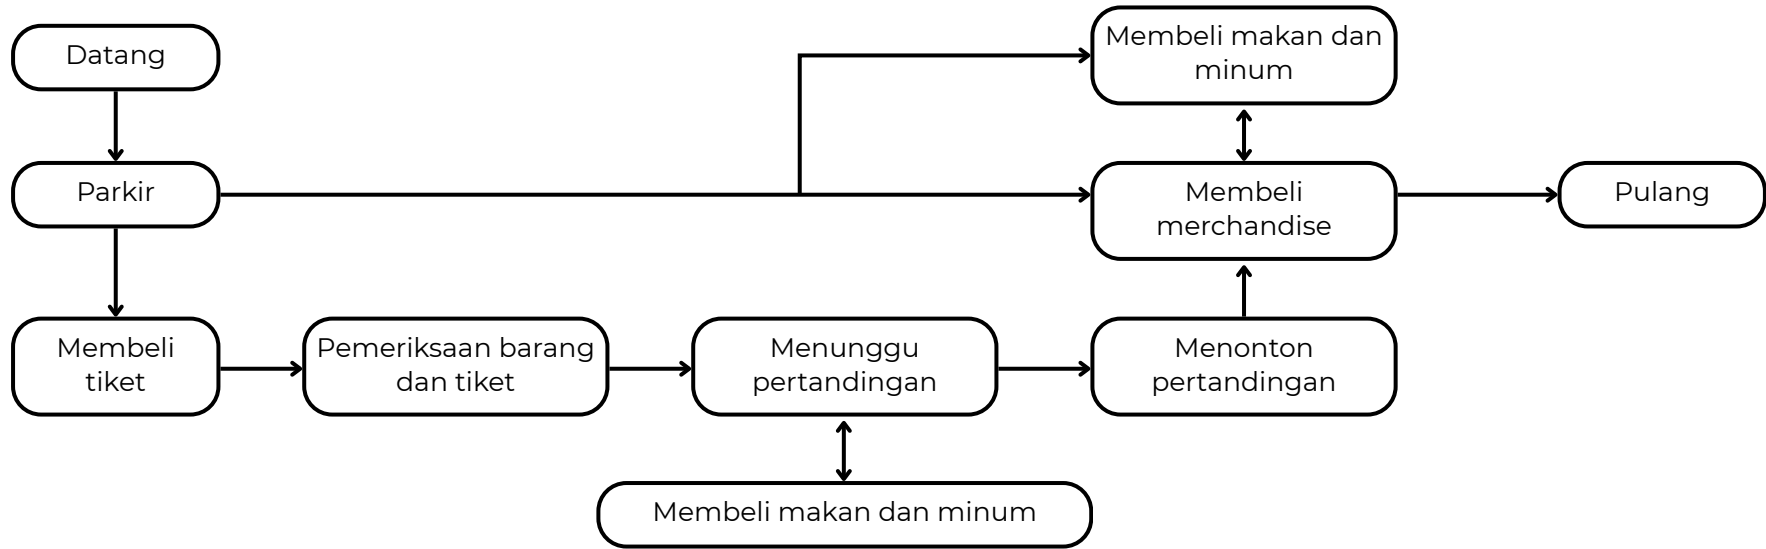 Datang
Membeli makan dan
minum
Parkir
Membeli
merchandise
Pulang
Membeli
tiket
Pemeriksaan barang
dan tiket
Menunggu
pertandingan
Menonton
pertandingan
Membeli makan dan minum